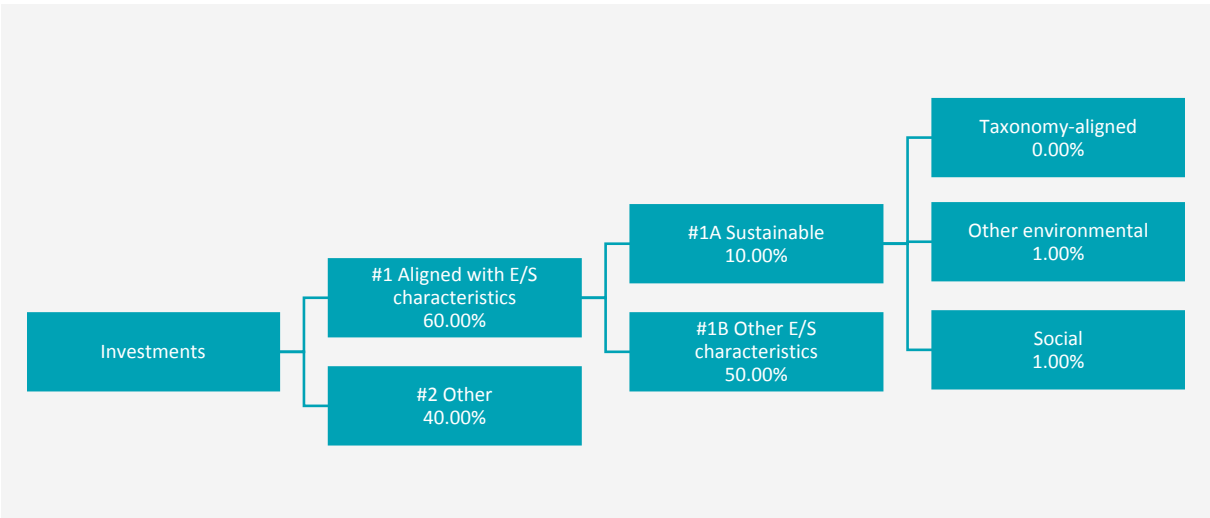 Investments
#1 Aligned with E/S
characteristics
60.00%
#2 Other
40.00%
#1A Sustainable
10.00%
#1B Other E/S
characteristics
50.00%
Taxonomy-aligned
0.00%
Other environmental
1.00%
Social
1.00%